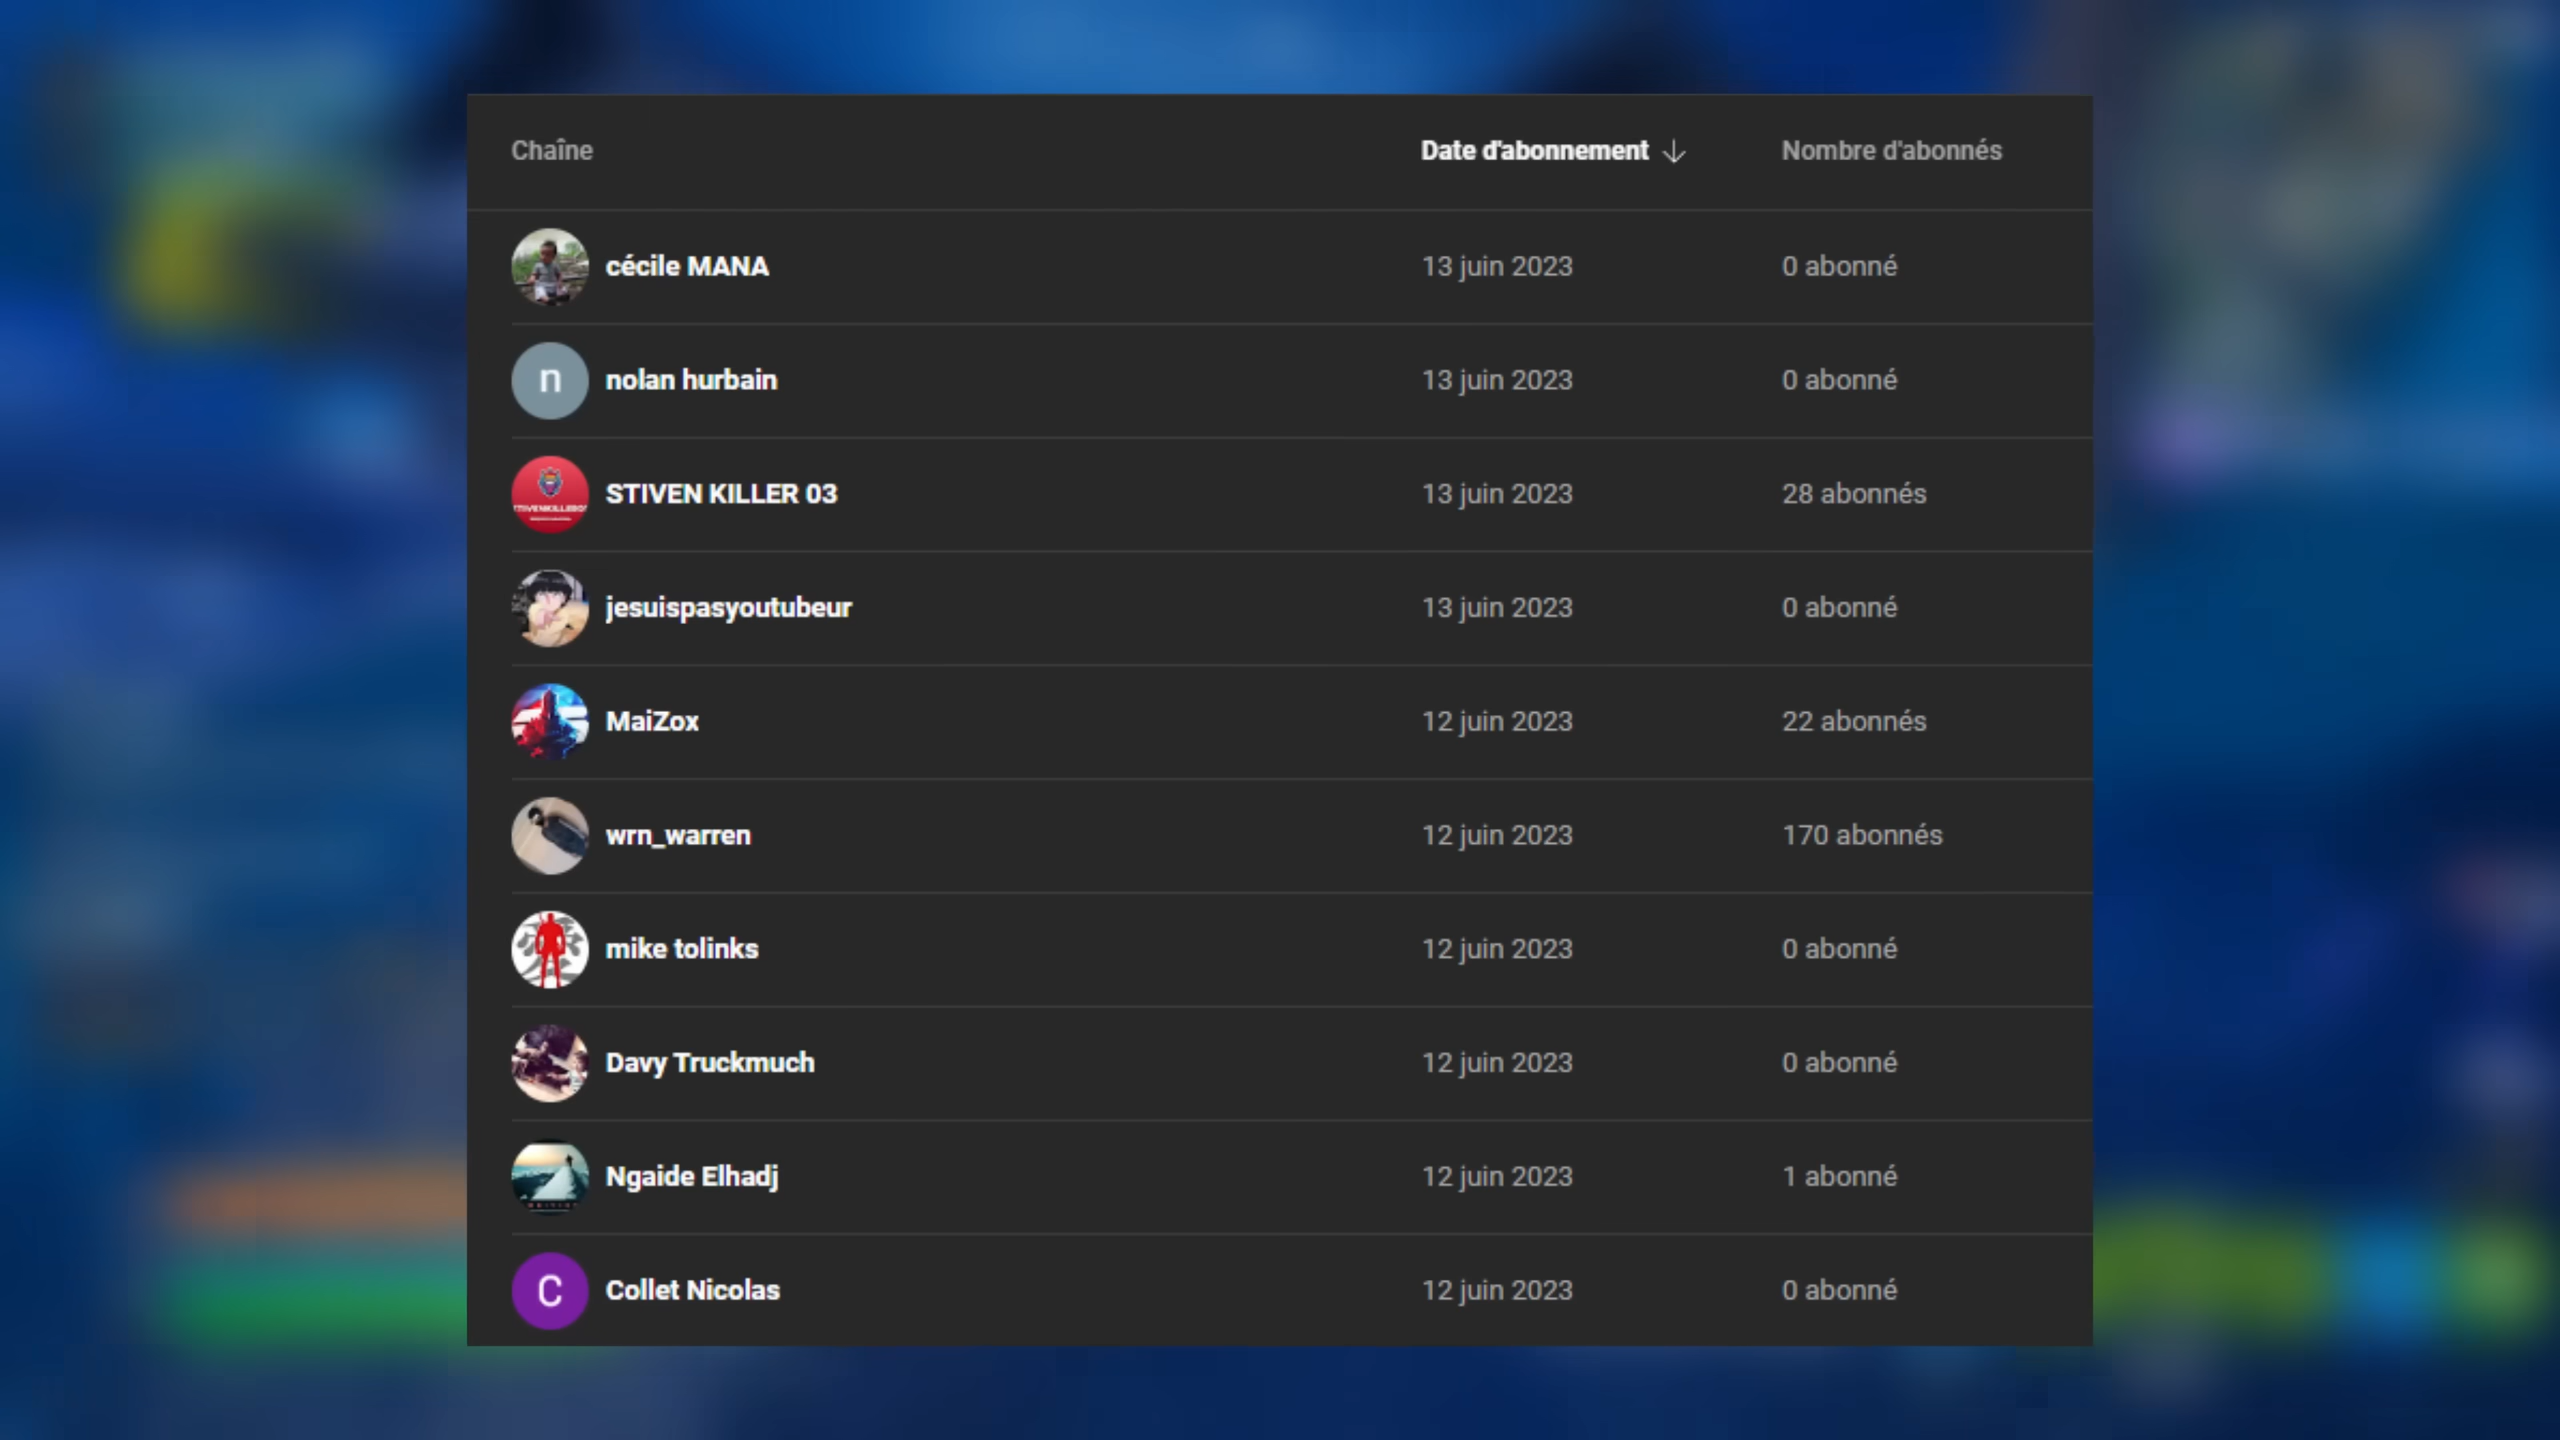 Chaîne Date d'abonnement Nombre d'abonnés
cécile MANA 13 juin 2023 0 abonné
n nolan hurbain 13 juin 2023 0 abonné
STIVEN KILLER 03 13 juin 2023 28 abonnés
jesuispasyoutubeur 13 juin 2023 0 abonné
MaiZox 12 juin 2023 22 abonnés
wrn_warren 12 juin 2023 170 abonnés
mike tolinks 12 juin 2023 0 abonné
Davy Truckmuch 12 juin 2023 0 abonné
Ngaide Elhadj 12 juin 2023 1 abonné
C Collet Nicolas 12 juin 2023 0 abonné